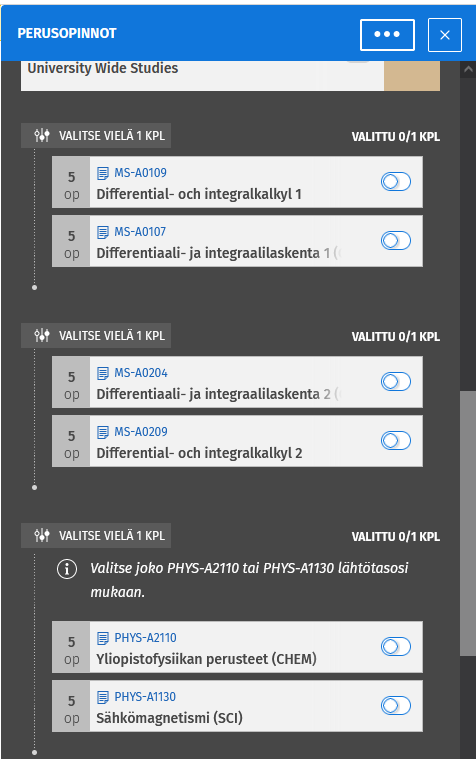 PERUSOPINNOT
University Wide Studies
VALITSE VIELÄ 1 KPL
VALITTU 0/1 KPL
5 op
MS-A0109
Differential- och integralkalkyl 1
5 op
MS-A0107
Differentiaali- ja integraalilaskenta 1 (
VALITSE VIELÄ 1 KPL
VALITTU 0/1 KPL
5 op
MS-A0204
Differentiaali- ja integraalilaskenta 2 (
5 op
MS-A0209
Differential- och integralkalkyl 2
VALITSE VIELÄ 1 KPL
VALITTU 0/1 KPL
Valitse joko PHYS-A2110 tai PHYS-A1130 lähtötasosi
mukaan.
5 op
PHYS-A2110
Yliopistofysiikan perusteet (CHEM)
5 op
PHYS-A1130
Sähkömagnetismi (SCI)